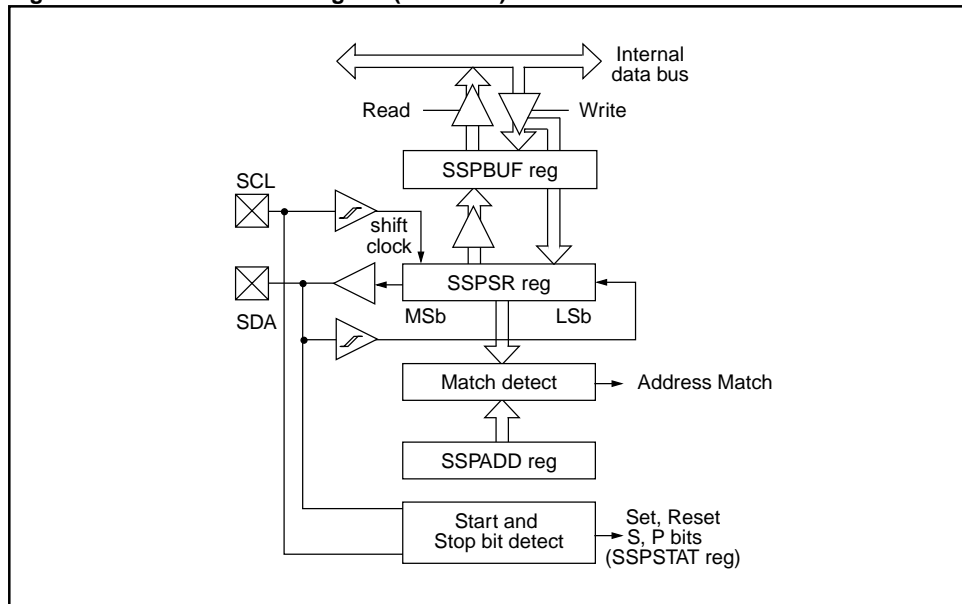 Internal
data bus
Read
Write
SSPBUF reg
SCL
shift
clock
SSPSR reg
MSb
LSb
SDA
Match detect
Address Match
SSPADD reg
Start and
Stop bit detect
Set, Reset
S, P bits
(SSPSTAT reg)